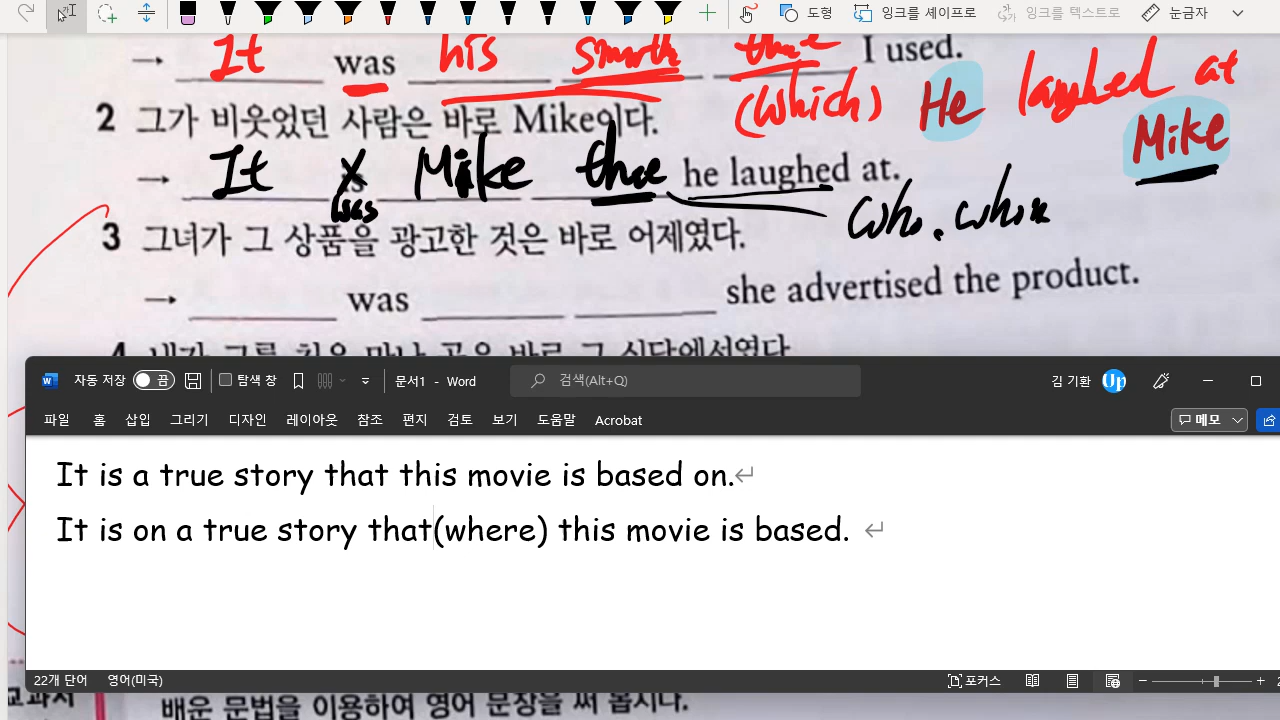 도형 잉크를 셰이프로 잉크를 텍스트로 눈금자
→ It was his that I used.
(which) He laughed at Mike
2 그가 비웃었던 사람은 바로 Mike이다.
→ It is was Mike that he laughed at.
who. whom
3 그녀가 그 상품을 광고한 것은 바로 어제였다.
→ was she advertised the product.
자동 저장 끔 탐색 창 문서1 - Word 검색(Alt+Q) 김 기환 Up
파일 홈 삽입 그리기 디자인 레이아웃 참조 편지 검토 보기 도움말 Acrobat 메모
It is a true story that this movie is based on.
It is on a true story that(where) this movie is based.
22개 단어 영어(미국) 포커스
교과서
배운 문법을 이용하여 영어 문장을 써 봅시다.